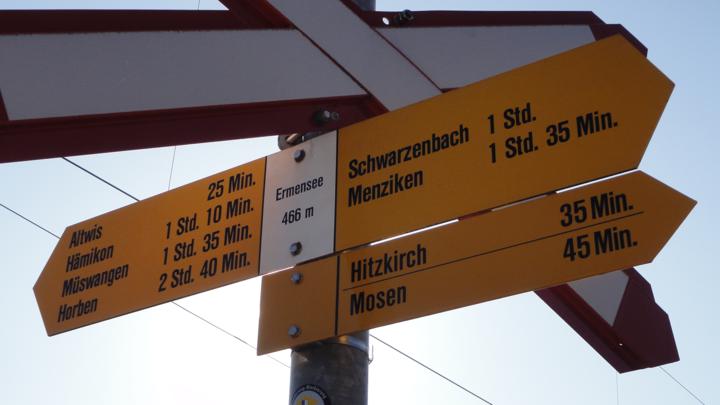 Altwis 25 Min.
Hämikon 1 Std. 10 Min.
Müswangen 1 Std. 35 Min.
Horben 2 Std. 40 Min.
Ermensee
466 m
Schwarzenbach 1 Std.
Menziken 1 Std. 35 Min.
Hitzkirch 35 Min.
Mosen 45 Min.